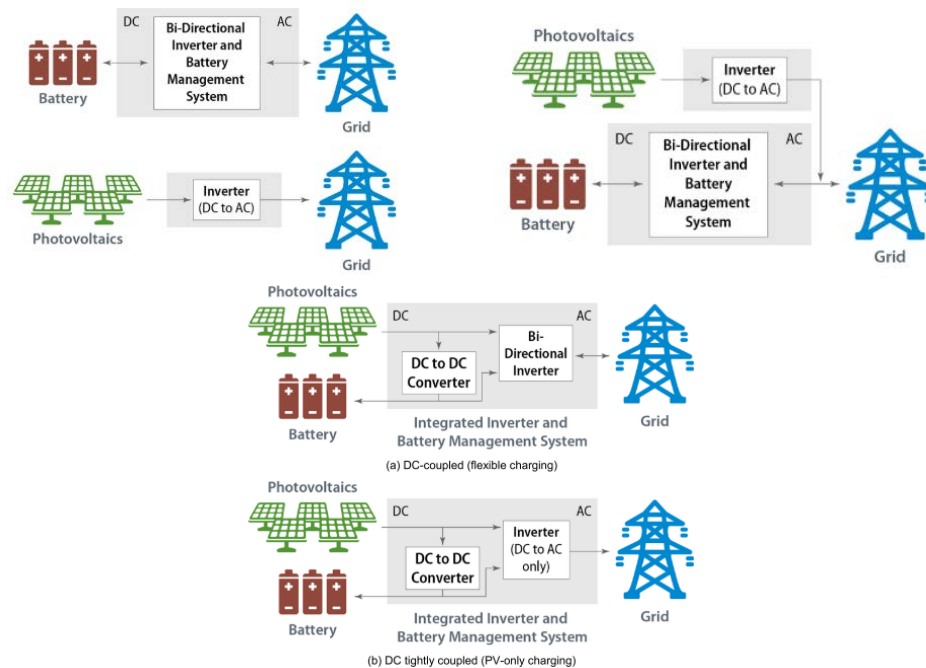 DC
AC
Bi-Directional
Inverter and
Battery
Management
System
Battery
Grid
Inverter
(DC to AC)
Photovoltaics
Grid
Photovoltaics
Inverter
(DC to AC)
DC
AC
Bi-Directional
Inverter and
Battery
Management
System
Battery
Grid
Photovoltaics
DC
AC
Bi-
Directional
Inverter
DC to DC
Converter
Battery
Integrated Inverter and
Battery Management System
Grid
(a) DC-coupled (flexible charging)
Photovoltaics
DC
AC
Inverter
(DC to AC
only)
DC to DC
Converter
Battery
Integrated Inverter and
Battery Management System
Grid
(b) DC tightly coupled (PV-only charging)